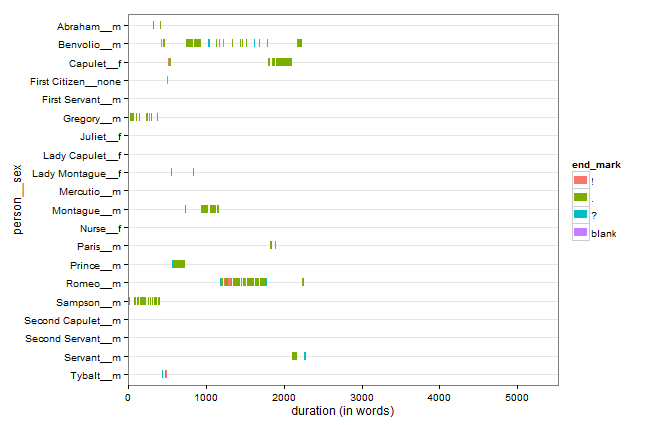 person__sex
Abraham__m
Benvolio__m
Capulet__f
First Citizen__none
First Servant__m
Gregory__m
Juliet__f
Lady Capulet__f
Lady Montague__f
Mercutio__m
Montague__m
Nurse__f
Paris__m
Prince__m
Romeo__m
Sampson__m
Second Capulet__m
Second Servant__m
Servant__m
Tybalt__m
0 1000 2000 3000 4000 5000
duration (in words)
end_mark
!
.
?
blank